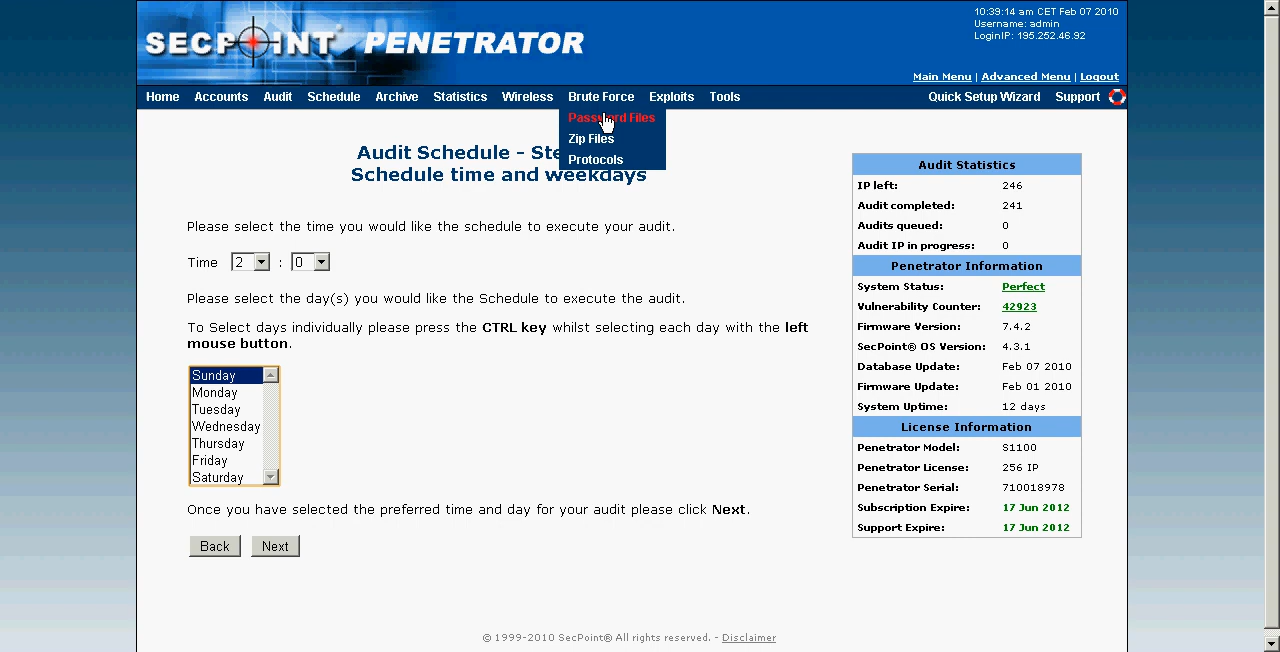 SECPOINT PENETRATOR
10:39:14 am CET Feb 07 2010
Username: admin
LoginIP: 195.252.46.92
Main Menu | Advanced Menu | Logout
Home Accounts Audit Schedule Archive Statistics Wireless Brute Force Exploits Tools Quick Setup Wizard Support
Password Files
Zip Files
Protocols
Audit Schedule - Ste
Schedule time and weekdays
Please select the time you would like the schedule to execute your audit.
Time 2 : 0
Please select the day(s) you would like the Schedule to execute the audit.
To Select days individually please press the CTRL key whilst selecting each day with the left
mouse button.
Sunday
Monday
Tuesday
Wednesday
Thursday
Friday
Saturday
Once you have selected the preferred time and day for your audit please click Next.
Back Next
Audit Statistics
IP left: 246
Audit completed: 241
Audits queued: 0
Audit IP in progress: 0
Penetrator Information
System Status: Perfect
Vulnerability Counter: 42923
Firmware Version: 7.4.2
SecPoint® OS Version: 4.3.1
Database Update: Feb 07 2010
Firmware Update: Feb 01 2010
System Uptime: 12 days
License Information
Penetrator Model: S1100
Penetrator License: 256 IP
Penetrator Serial: 710018978
Subscription Expire: 17 Jun 2012
Support Expire: 17 Jun 2012
© 1999-2010 SecPoint® All rights reserved. - Disclaimer